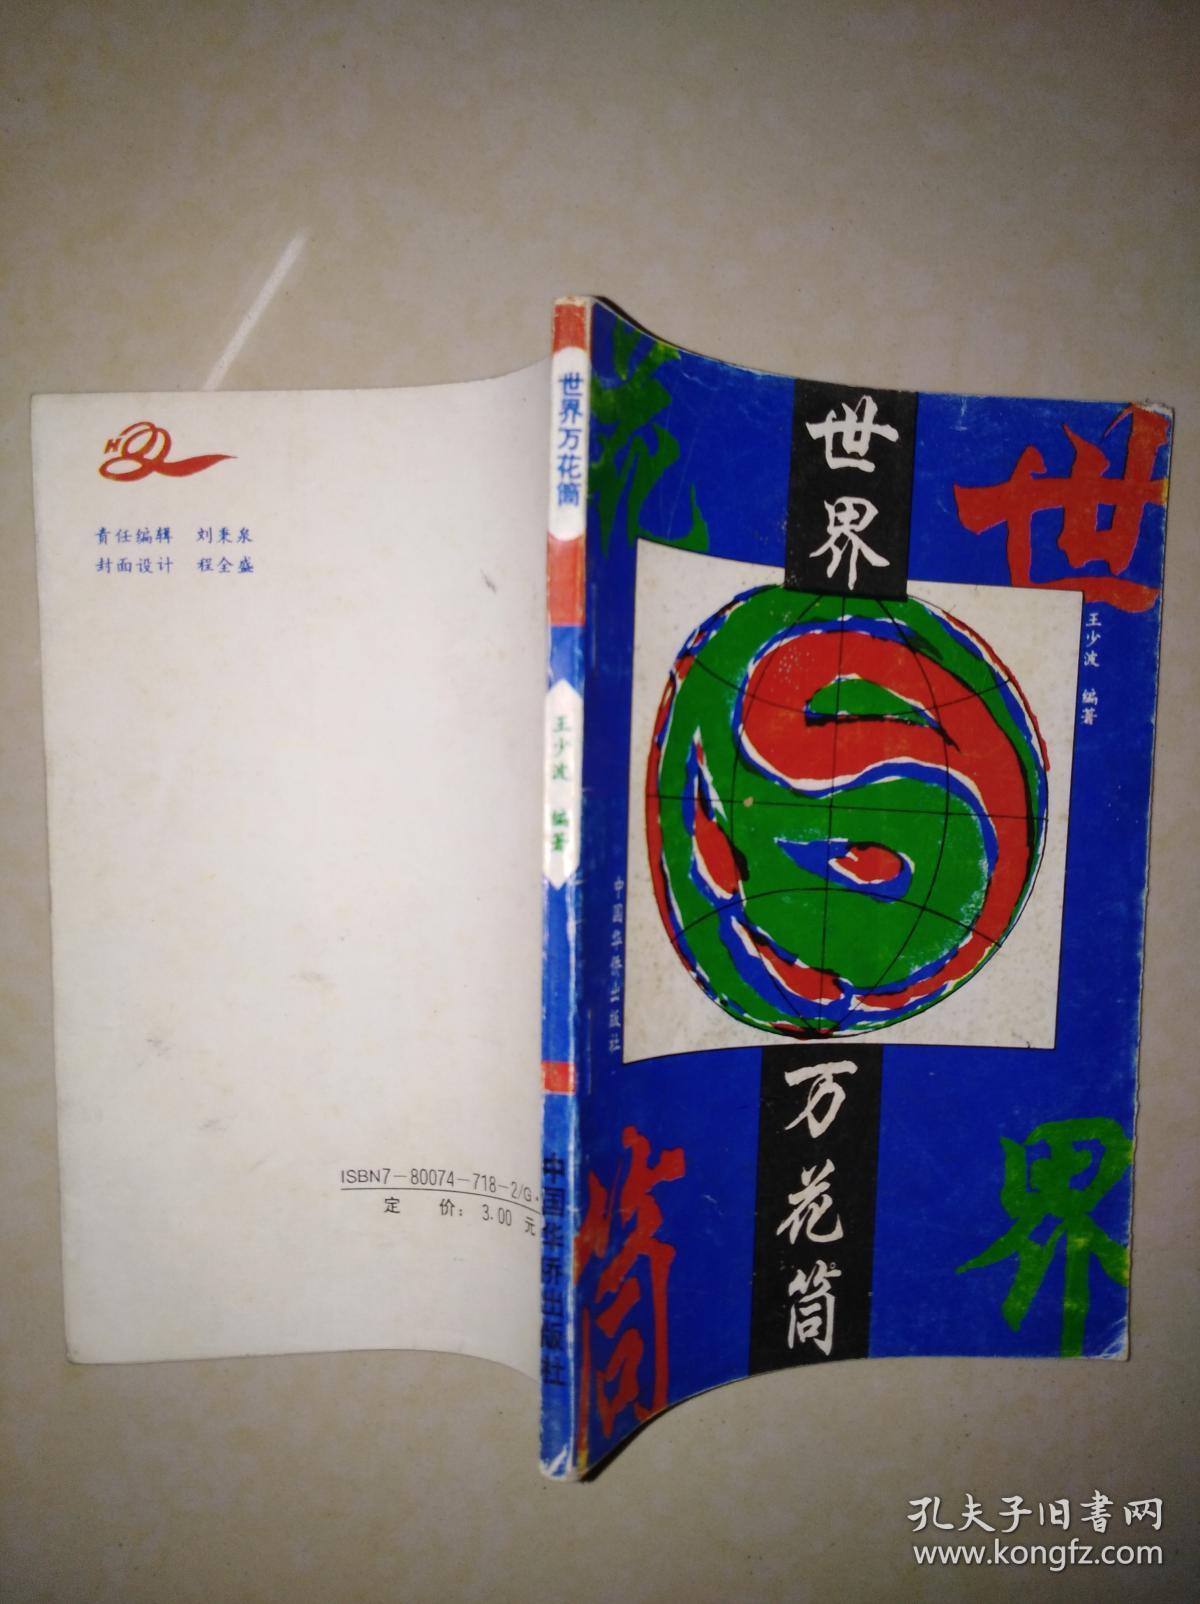 责任编辑 刘秉泉
封面设计 程全盛
ISBN7-80074-718-2/G·
定 价: 3.00 元
世界万花筒
王少波 编著
中国华侨出版社
花
世
世界
王少波 编著
中国华侨出版社
万花筒
筒
界
孔夫子旧书网
www.kongfz.com